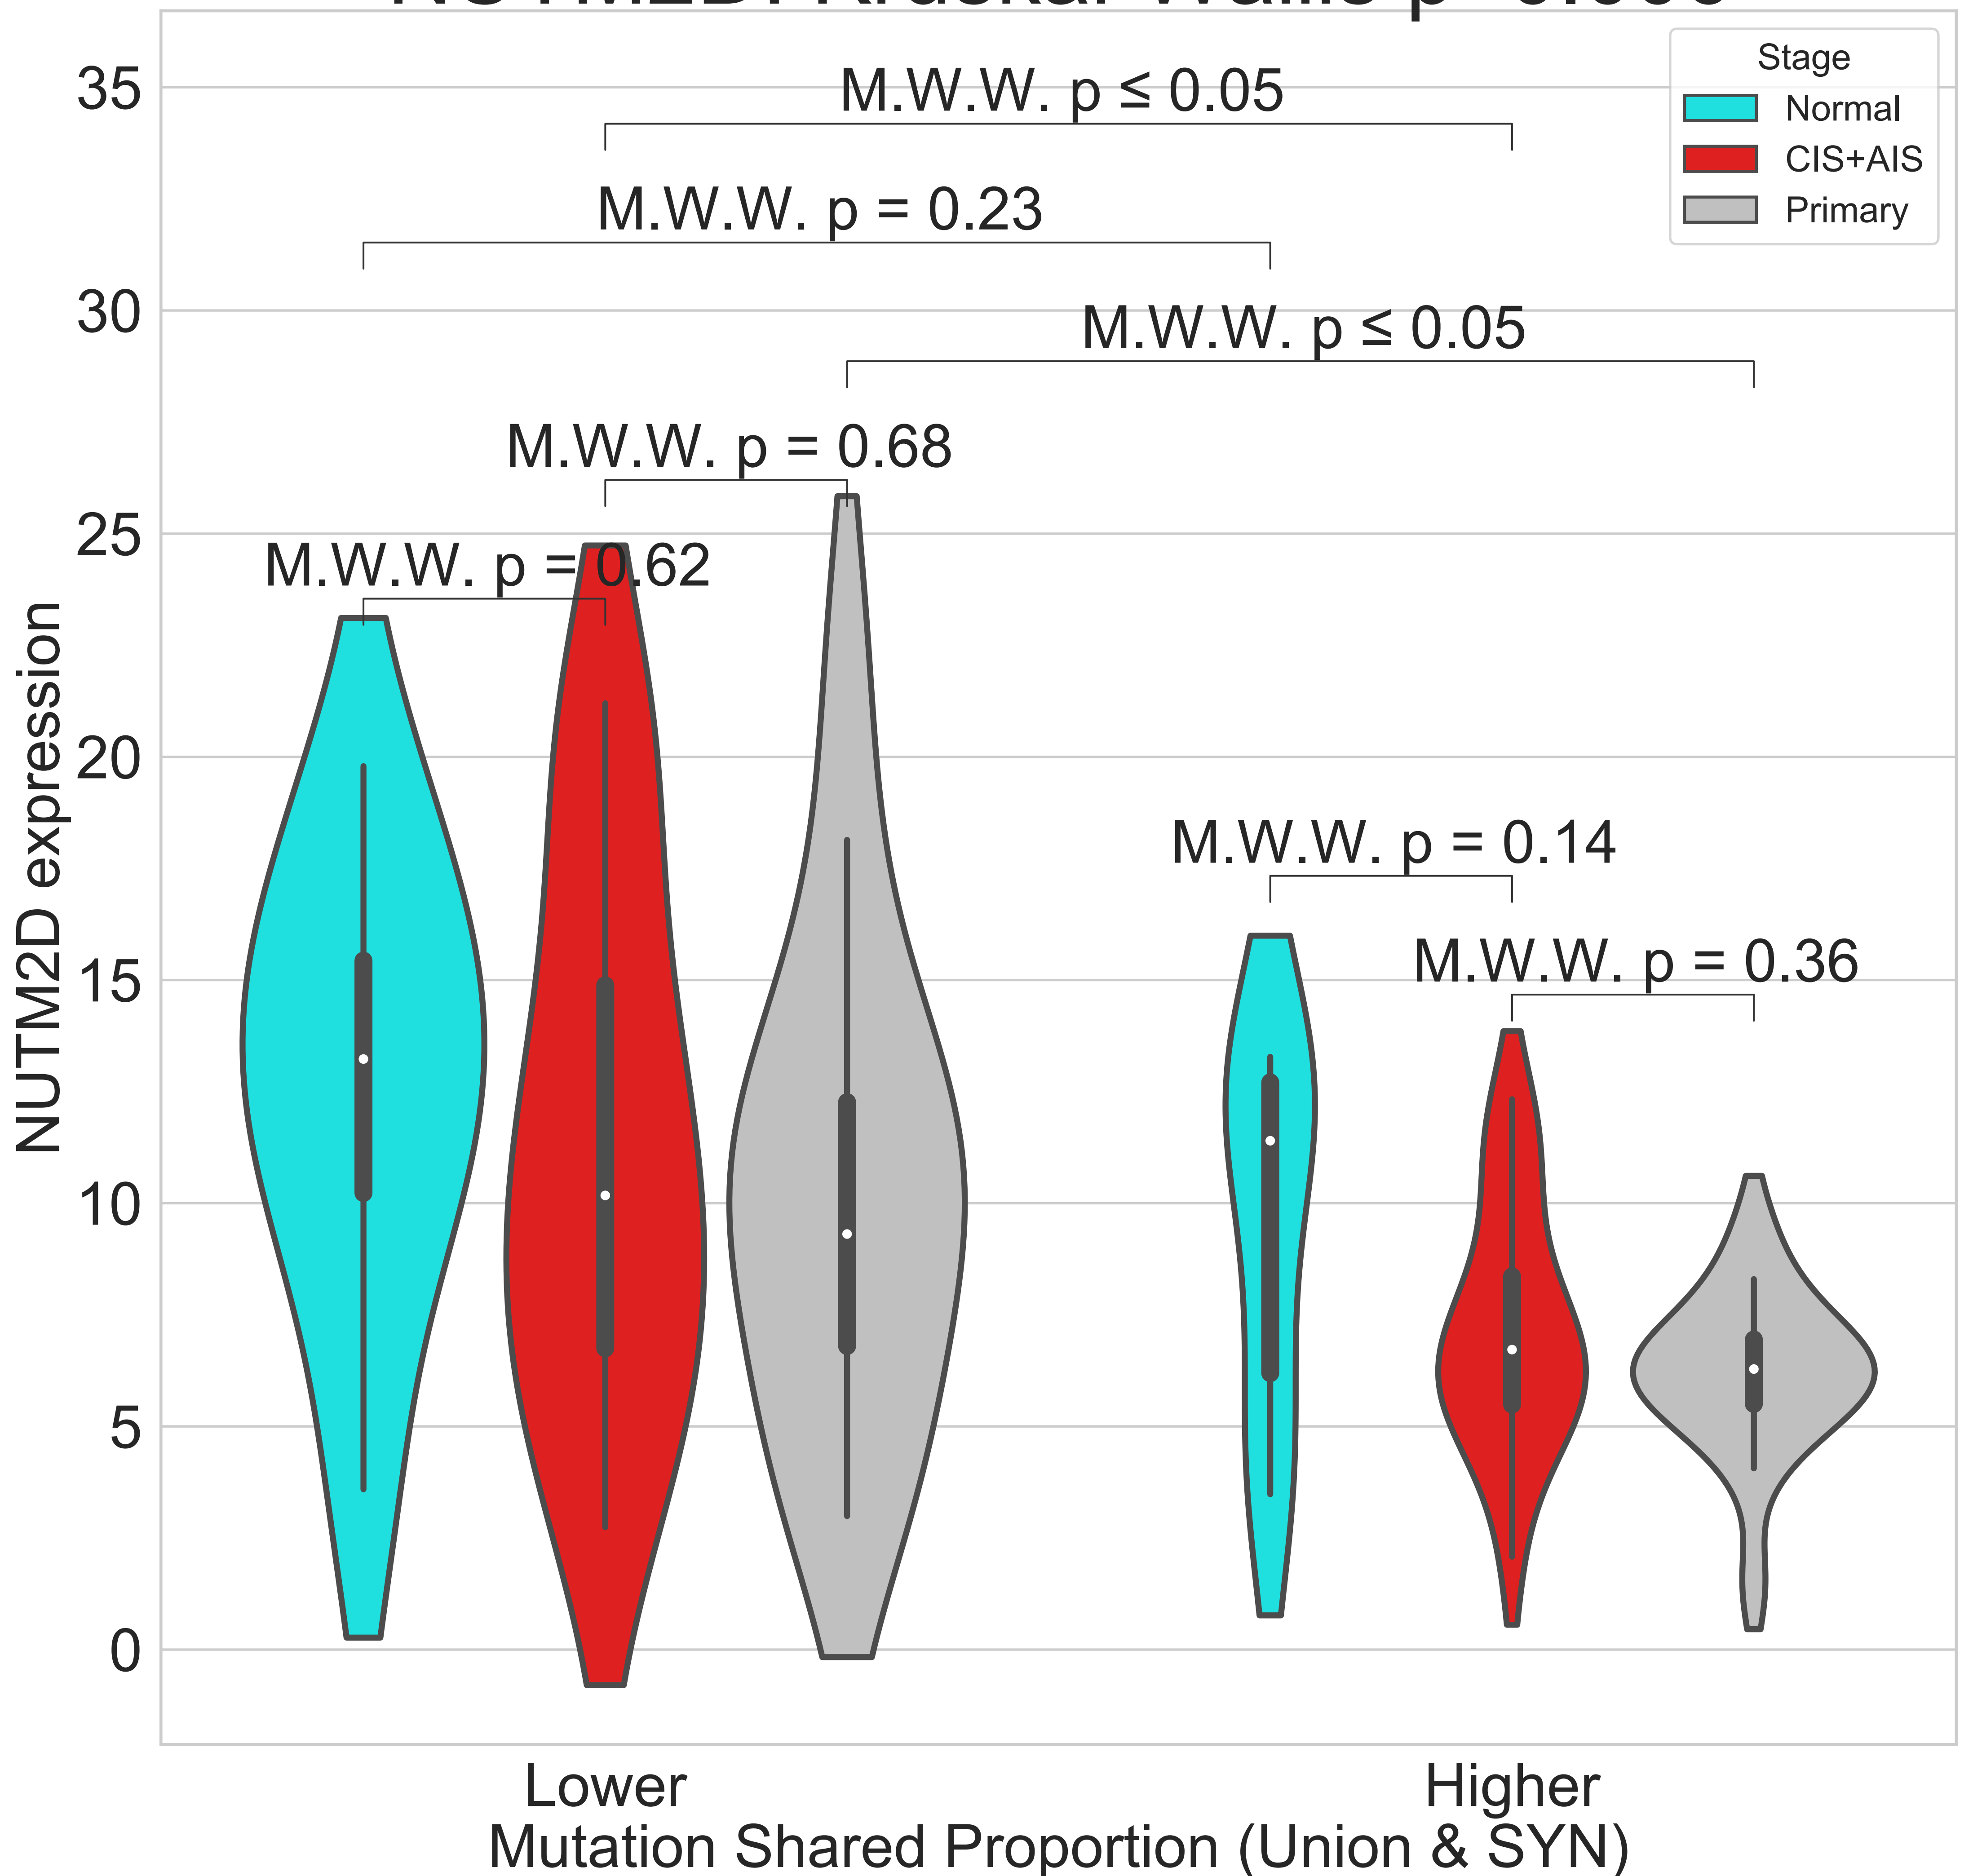 Stage
Normal
CIS+AIS
Primary
M.W.W. p ≤ 0.05
M.W.W. p = 0.23
M.W.W. p ≤ 0.05
M.W.W. p = 0.68
M.W.W. p = 0.62
M.W.W. p = 0.14
M.W.W. p = 0.36
35
30
25
20
15
10
5
0
NUTM2D expression
Lower
Higher
Mutation Shared Proportion (Union & SYN)